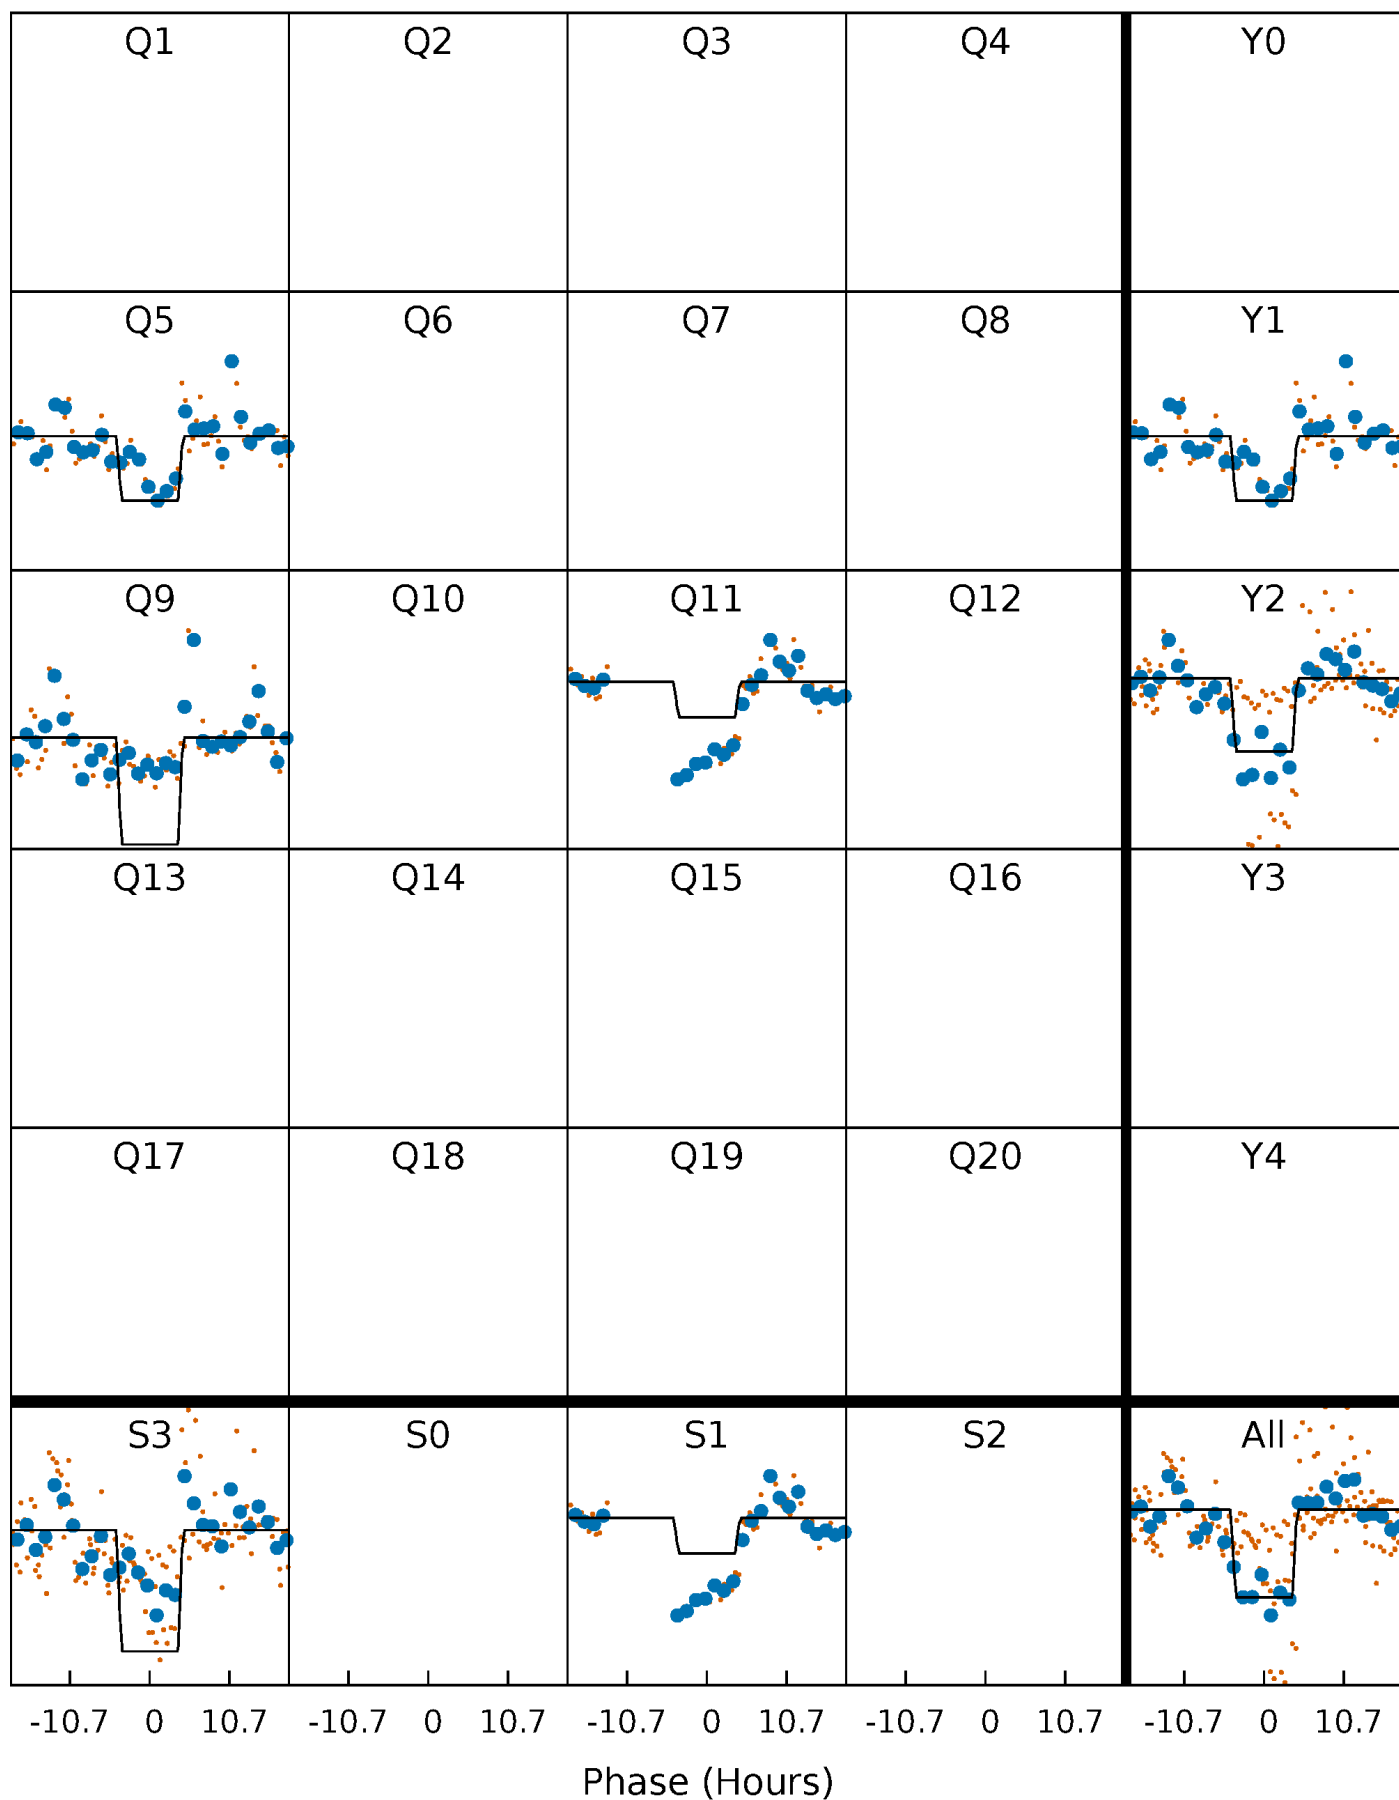 Q1 Q2 Q3 Q4 Y0
Q5 Q6 Q7 Q8 Y1
Q9 Q10 Q11 Q12 Y2
Q13 Q14 Q15 Q16 Y3
Q17 Q18 Q19 Q20 Y4
S3 S0 S1 S2 All
-10.7 0 10.7 -10.7 0 10.7 -10.7 0 10.7 -10.7 0 10.7 -10.7 0 10.7
Phase (Hours)